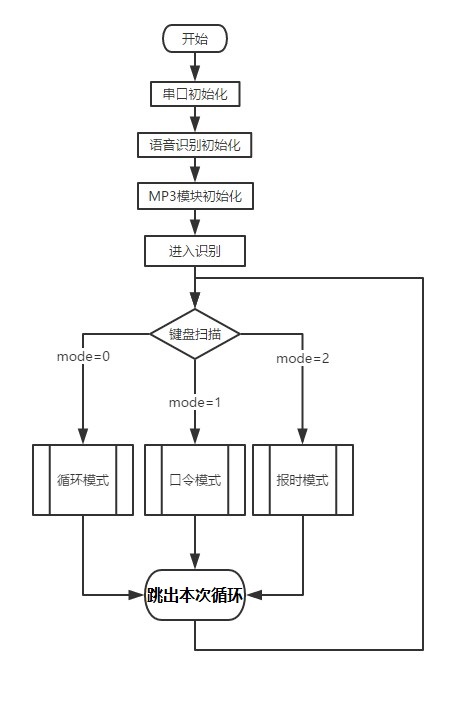 开始
串口初始化
语音识别初始化
MP3模块初始化
进入识别
键盘扫描
mode=0
mode=2
mode=1
循环模式
口令模式
报时模式
跳出本次循环